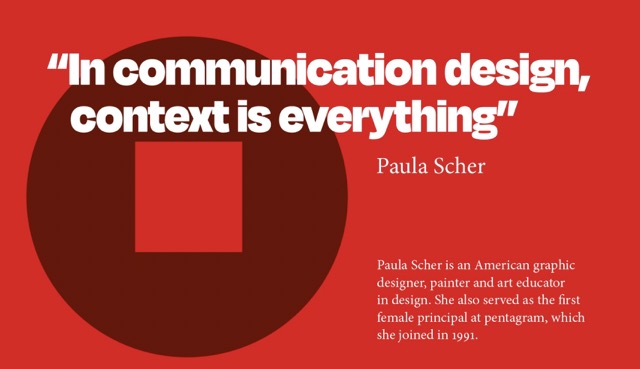 “In communication design,
context is everything”
Paula Scher
Paula Scher is an American graphic
designer, painter and art educator
in design. She also served as the first
female principal at pentagram, which
she joined in 1991.